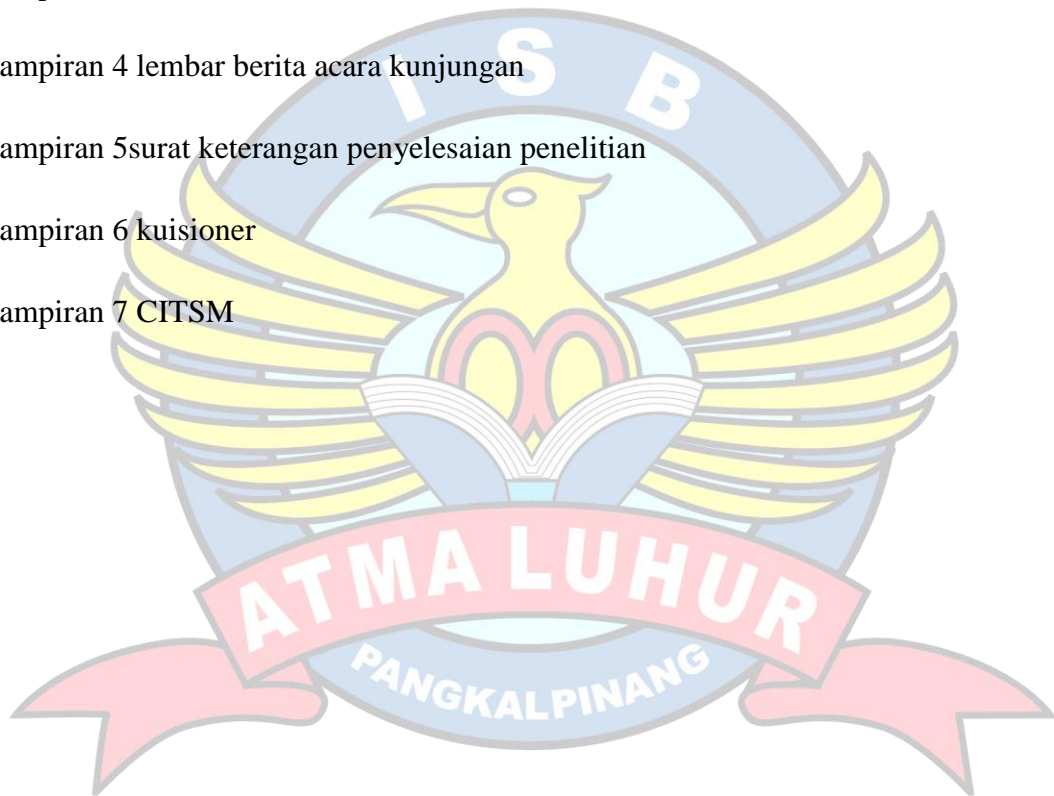 ampiran 4 lembar berita acara kunjungan
ampiran 5surat keterangan penyelesaian penelitian
ampiran 6 kuisioner
ampiran 7 CITSM
I S B
ATMA LUHUR
PANGKALPINANG